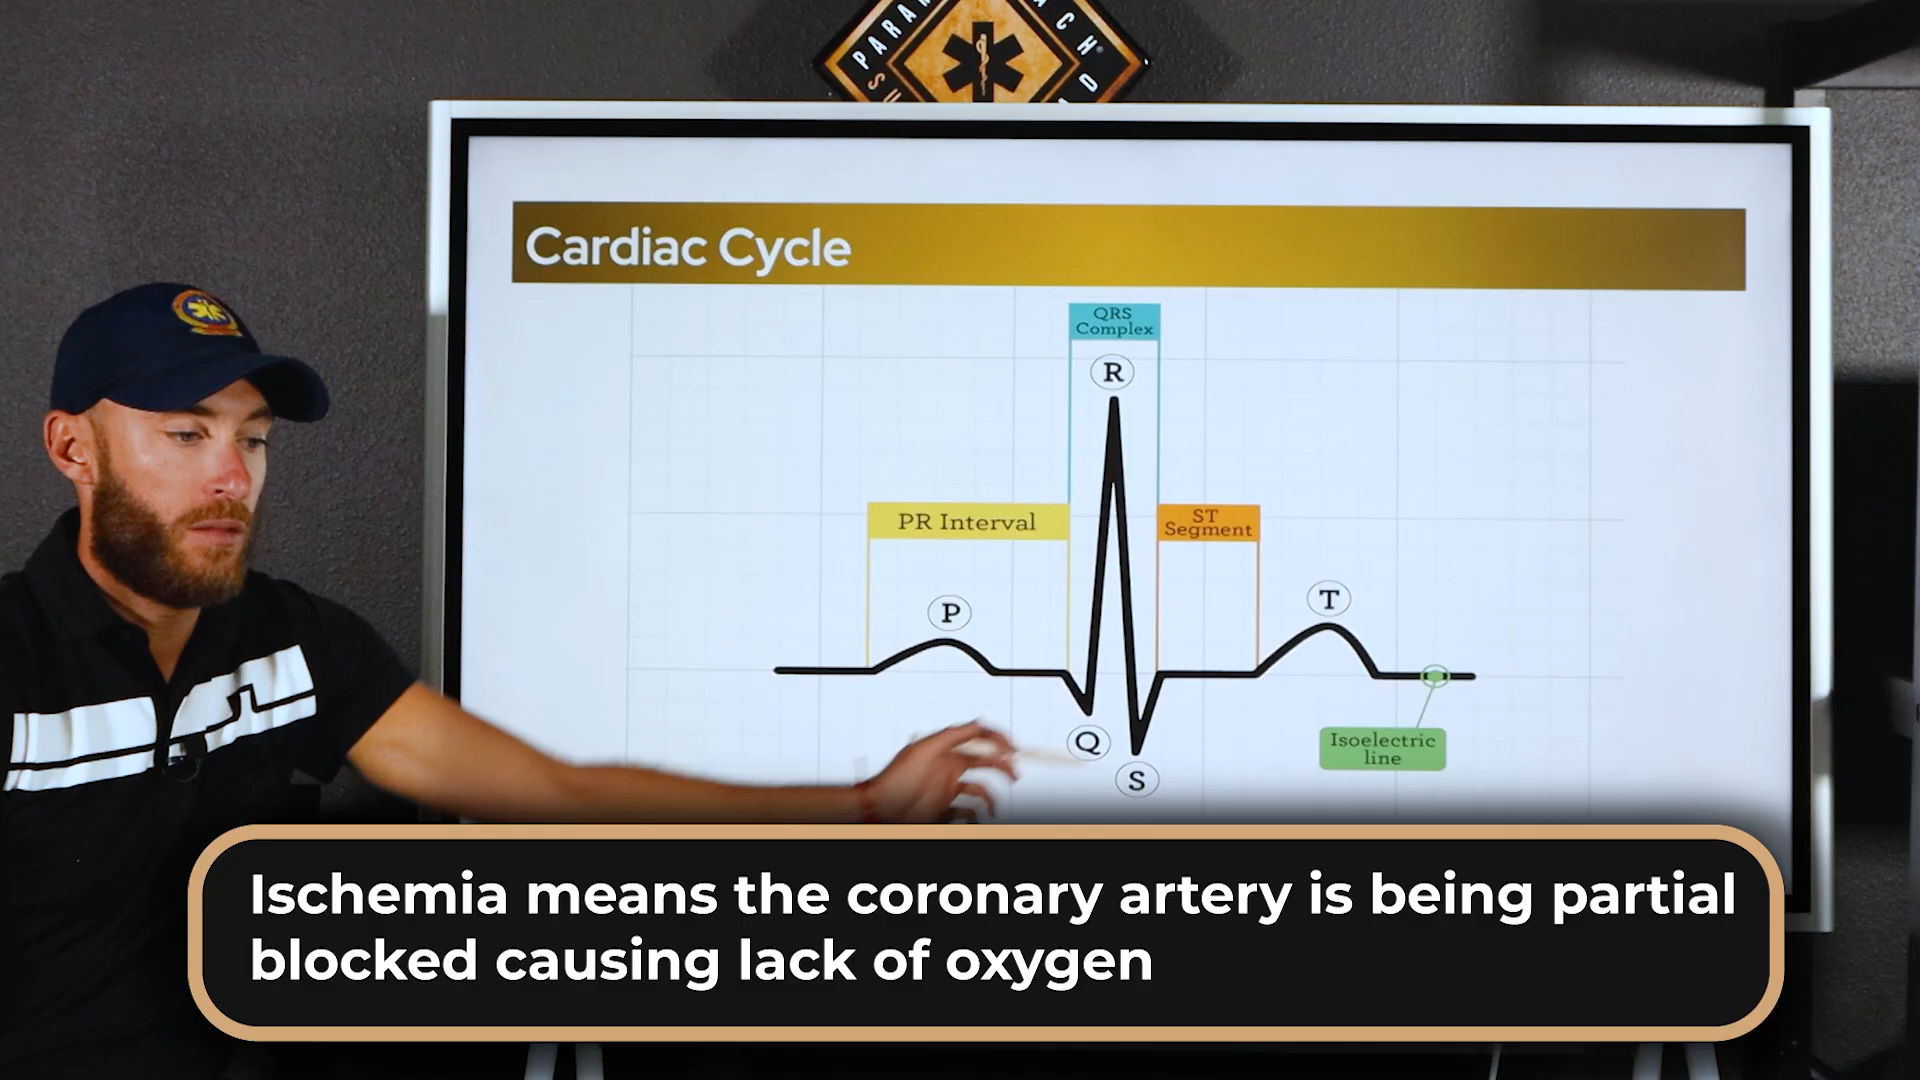 Cardiac Cycle
QRS
Complex
R
PR Interval
ST
Segment
P
T
Q
S
Isoelectric
line
Ischemia means the coronary artery is being partial
blocked causing lack of oxygen